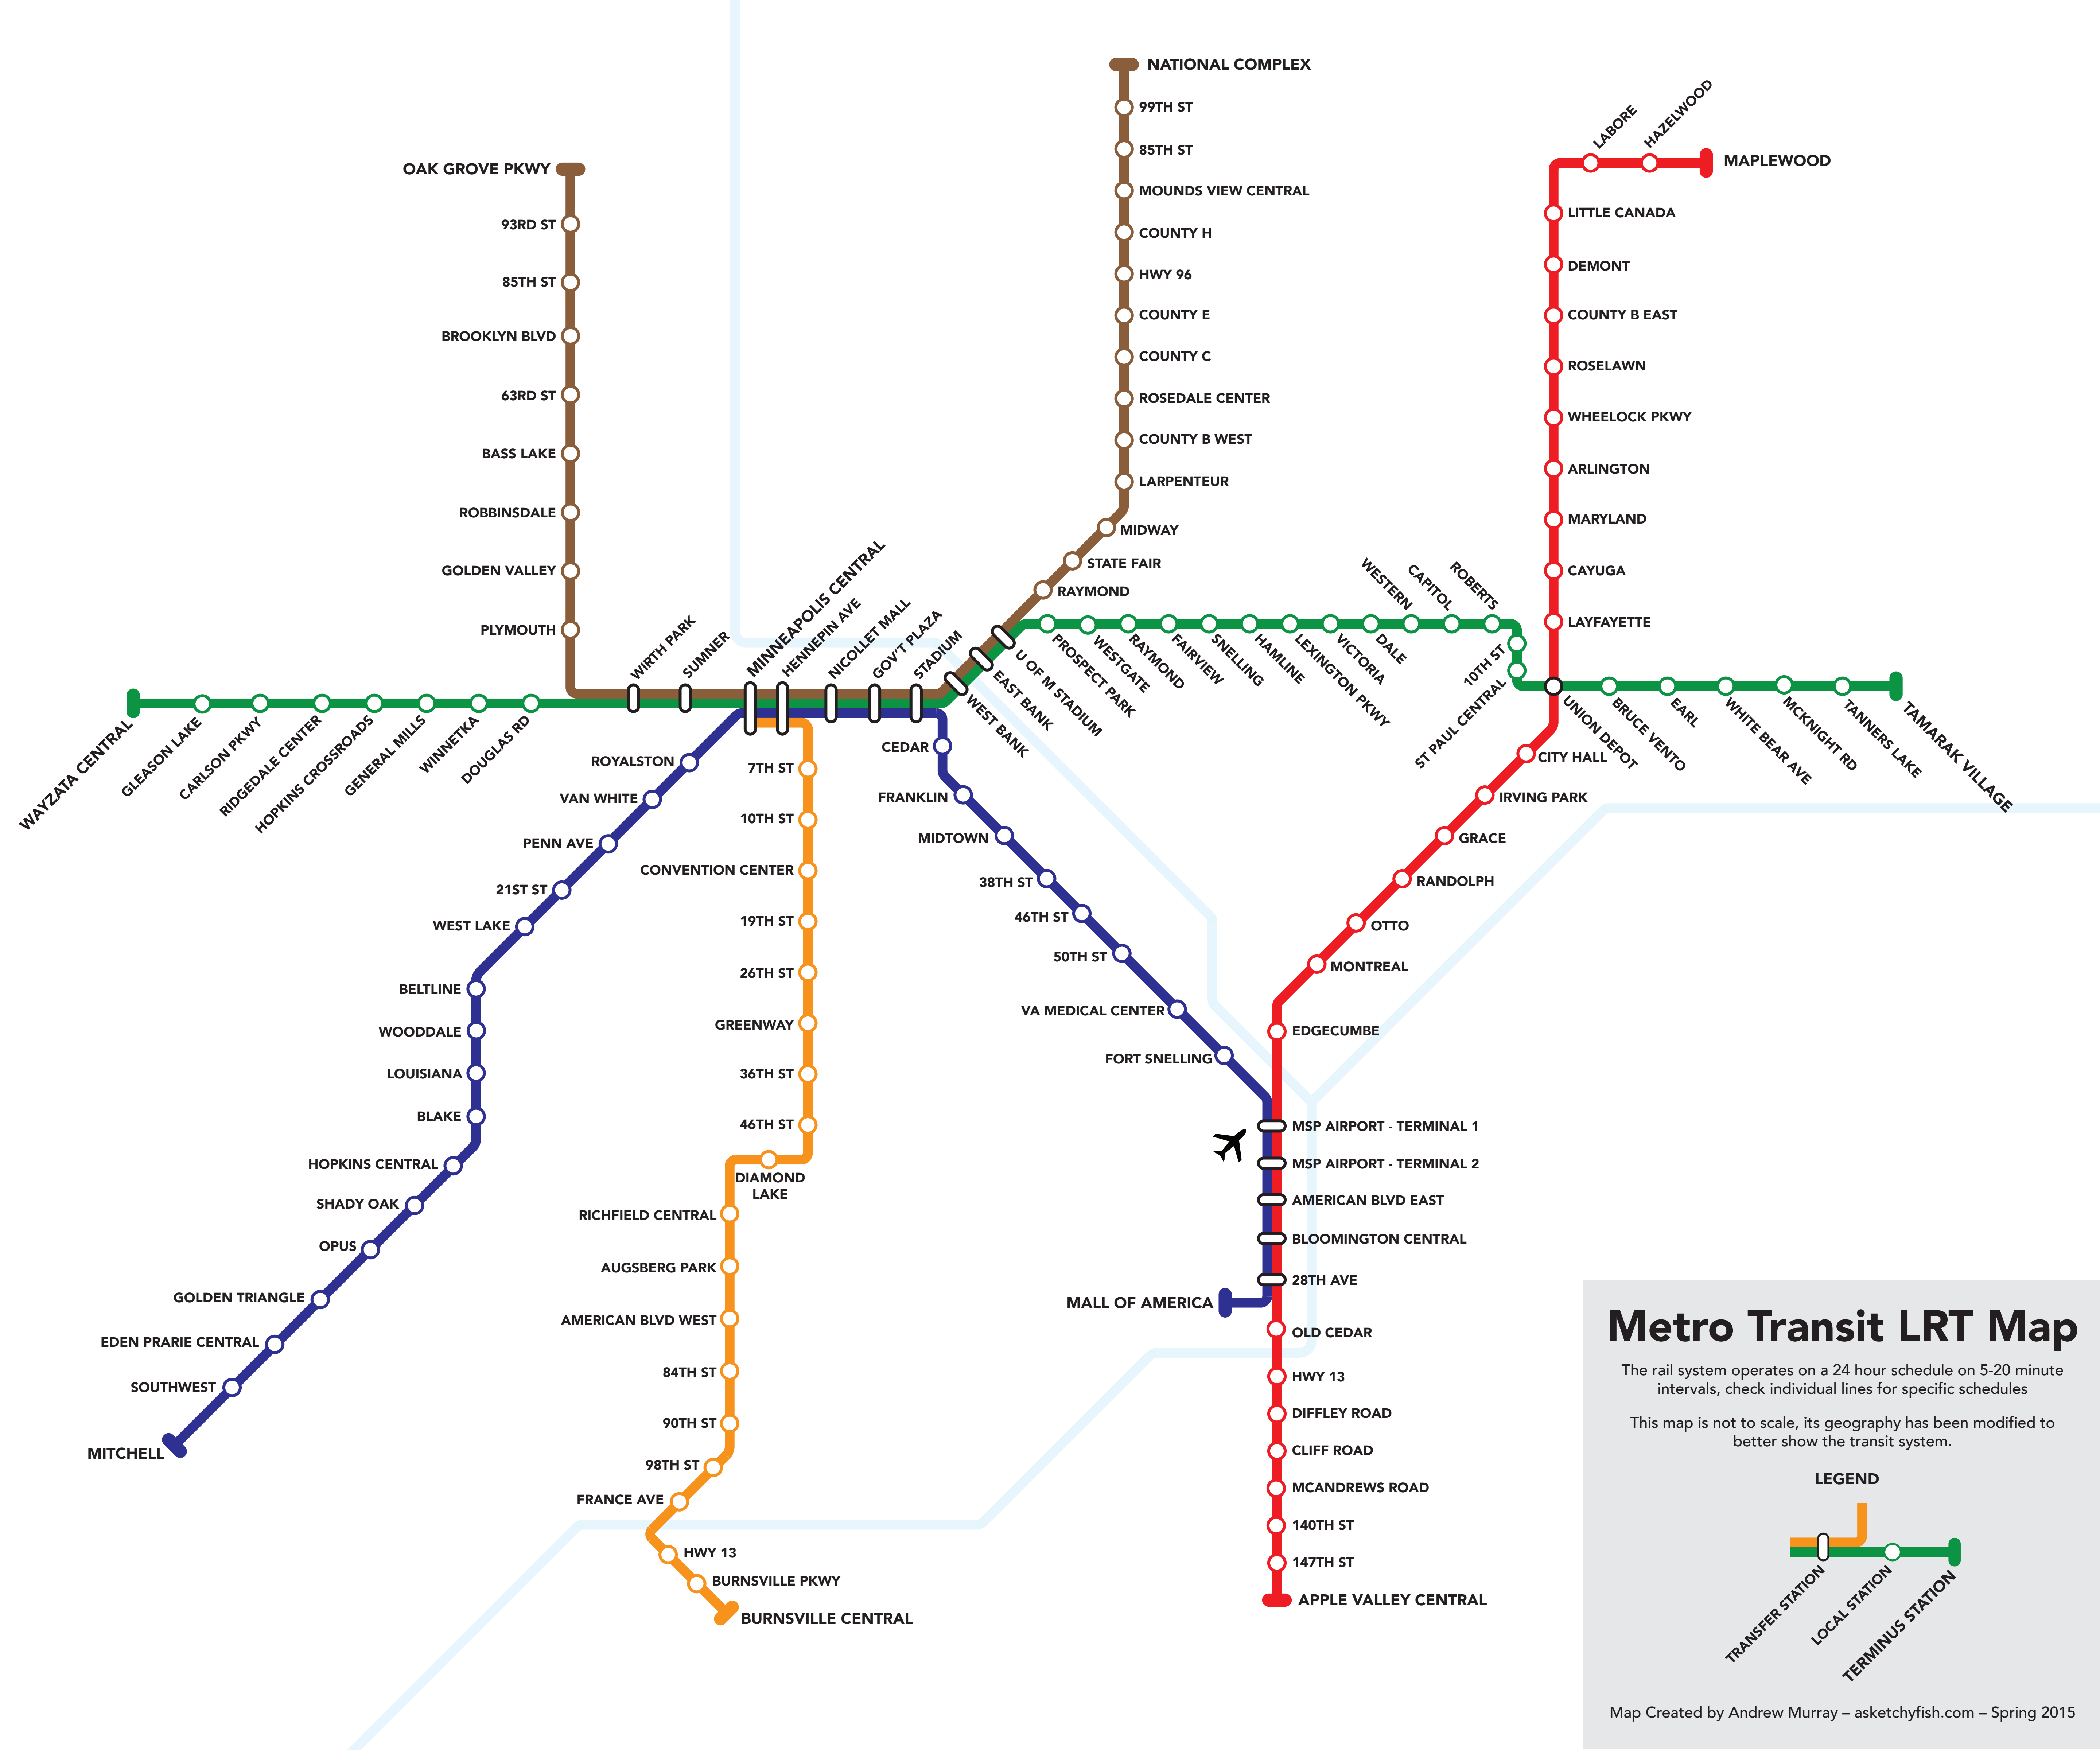 OAK GROVE PKWY
93RD ST
85TH ST
BROOKLYN BLVD
63RD ST
BASS LAKE
ROBBINSDALE
GOLDEN VALLEY
PLYMOUTH
WIRTH PARK
SUMNER
MINNEAPOLIS CENTRAL
HENNEPIN AVE
NICOLLET MALL
GOV'T PLAZA
STADIUM
WEST BANK
EAST BANK
U OF M STADIUM
NATIONAL COMPLEX
99TH ST
85TH ST
MOUNDS VIEW CENTRAL
COUNTY H
HWY 96
COUNTY E
COUNTY C
ROSEDALE CENTER
COUNTY B WEST
LARPENTEUR
MIDWAY
STATE FAIR
RAYMOND
WAYZATA CENTRAL
GLEASON LAKE
CARLSON PKWY
RIDGEDALE CENTER
HOPKINS CROSSROADS
GENERAL MILLS
WINNETKA
DOUGLAS RD
PROSPECT PARK
WESTGATE
RAYMOND
FAIRVIEW
SNELLING
HAMLINE
LEXINGTON PKWY
VICTORIA
DALE
WESTERN
CAPITOL
ROBERTS
10TH ST
ST PAUL CENTRAL
UNION DEPOT
BRUCE VENTO
EARL
WHITE BEAR AVE
MCKNIGHT RD
TANNERS LAKE
TAMARAK VILLAGE
LABORE
HAZELWOOD
MAPLEWOOD
LITTLE CANADA
DEMONT
COUNTY B EAST
ROSELAWN
WHEELOCK PKWY
ARLINGTON
MARYLAND
CAYUGA
LAYFAYETTE
CITY HALL
IRVING PARK
GRACE
RANDOLPH
OTTO
MONTREAL
EDGECUMBE
MSP AIRPORT - TERMINAL 1
MSP AIRPORT - TERMINAL 2
AMERICAN BLVD EAST
BLOOMINGTON CENTRAL
28TH AVE
MALL OF AMERICA
OLD CEDAR
HWY 13
DIFFLEY ROAD
CLIFF ROAD
MCANDREWS ROAD
140TH ST
147TH ST
APPLE VALLEY CENTRAL
CEDAR
FRANKLIN
MIDTOWN
38TH ST
46TH ST
50TH ST
VA MEDICAL CENTER
FORT SNELLING
ROYALSTON
VAN WHITE
PENN AVE
21ST ST
WEST LAKE
BELTLINE
WOODDALE
LOUISIANA
BLAKE
HOPKINS CENTRAL
SHADY OAK
OPUS
GOLDEN TRIANGLE
EDEN PRARIE CENTRAL
SOUTHWEST
MITCHELL
7TH ST
10TH ST
CONVENTION CENTER
19TH ST
26TH ST
GREENWAY
36TH ST
46TH ST
DIAMOND
LAKE
RICHFIELD CENTRAL
AUGSBERG PARK
AMERICAN BLVD WEST
84TH ST
90TH ST
98TH ST
FRANCE AVE
HWY 13
BURNSVILLE PKWY
BURNSVILLE CENTRAL
Metro Transit LRT Map
The rail system operates on a 24 hour schedule on 5-20 minute
intervals, check individual lines for specific schedules
This map is not to scale, its geography has been modified to
better show the transit system.
LEGEND
TRANSFER STATION
LOCAL STATION
TERMINUS STATION
Map Created by Andrew Murray – asketchyfish.com – Spring 2015